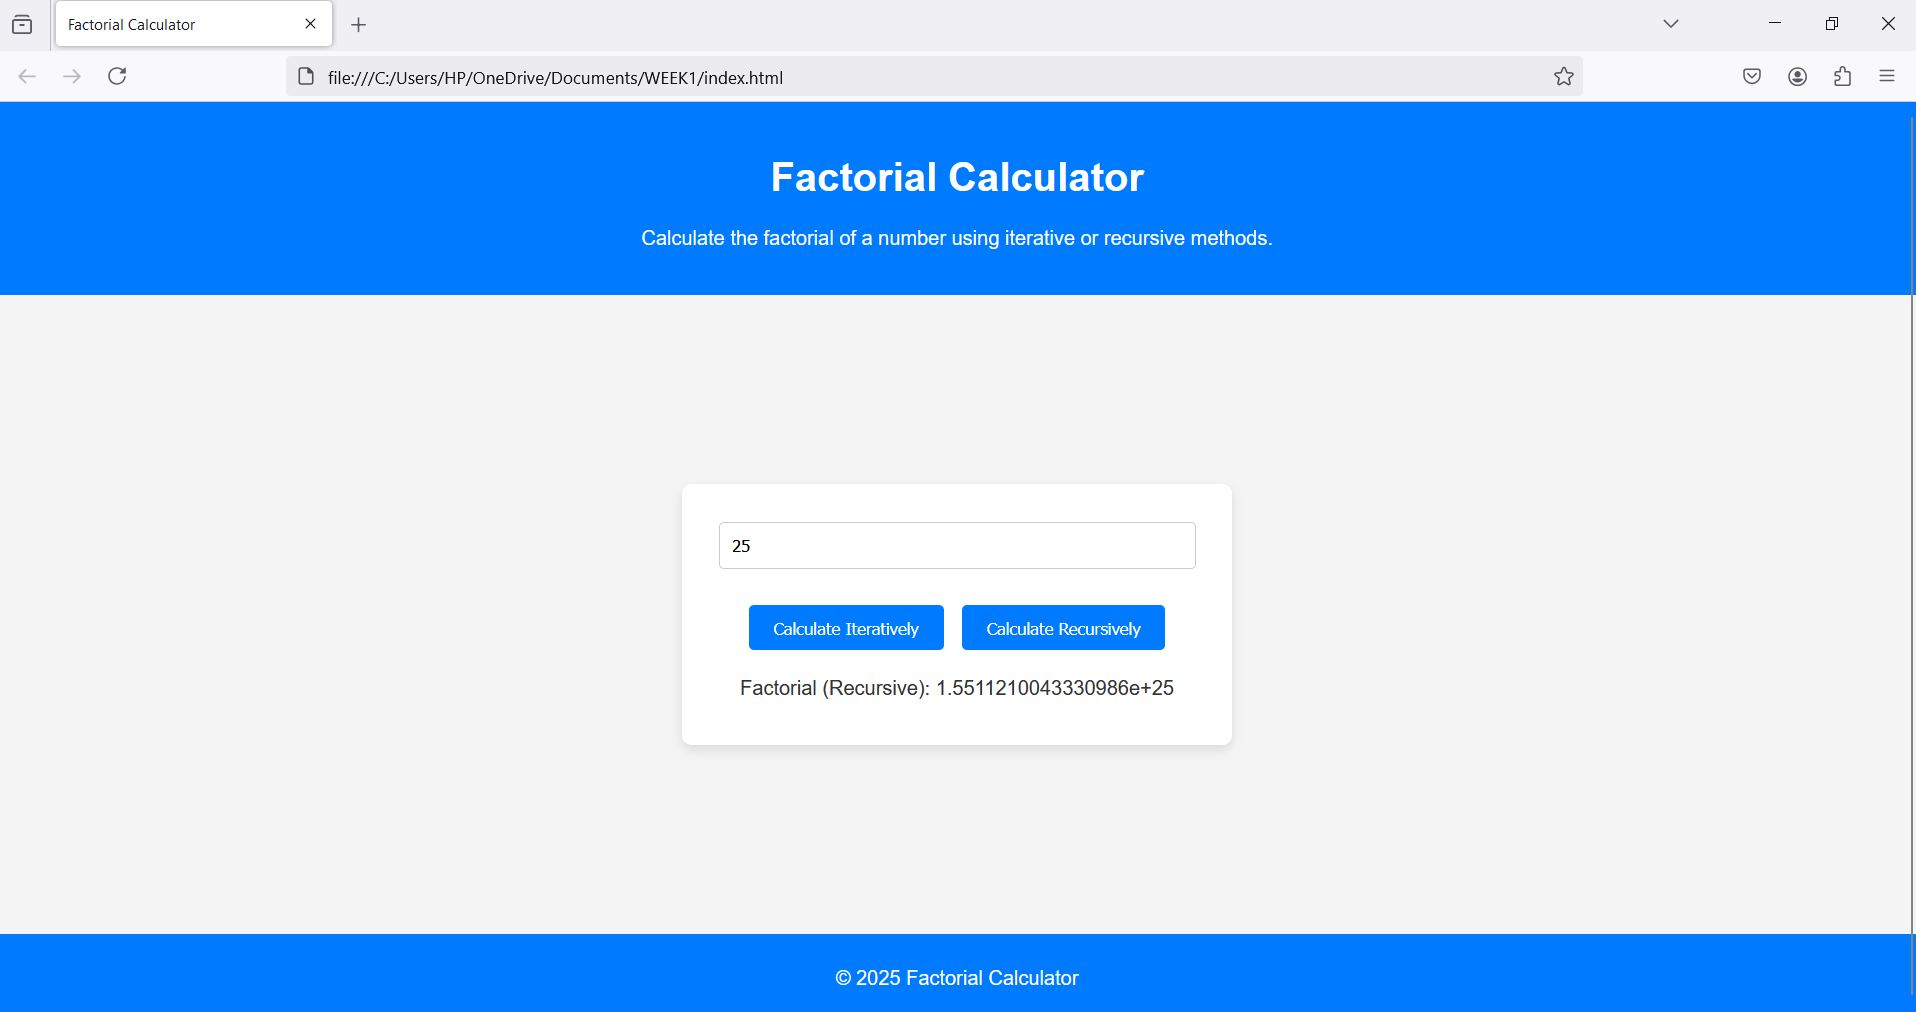 Factorial Calculator
file:///C:/Users/HP/OneDrive/Documents/WEEK1/index.html
Factorial Calculator
Calculate the factorial of a number using iterative or recursive methods.
25
Calculate Iteratively Calculate Recursively
Factorial (Recursive): 1.5511210043330986e+25
© 2025 Factorial Calculator